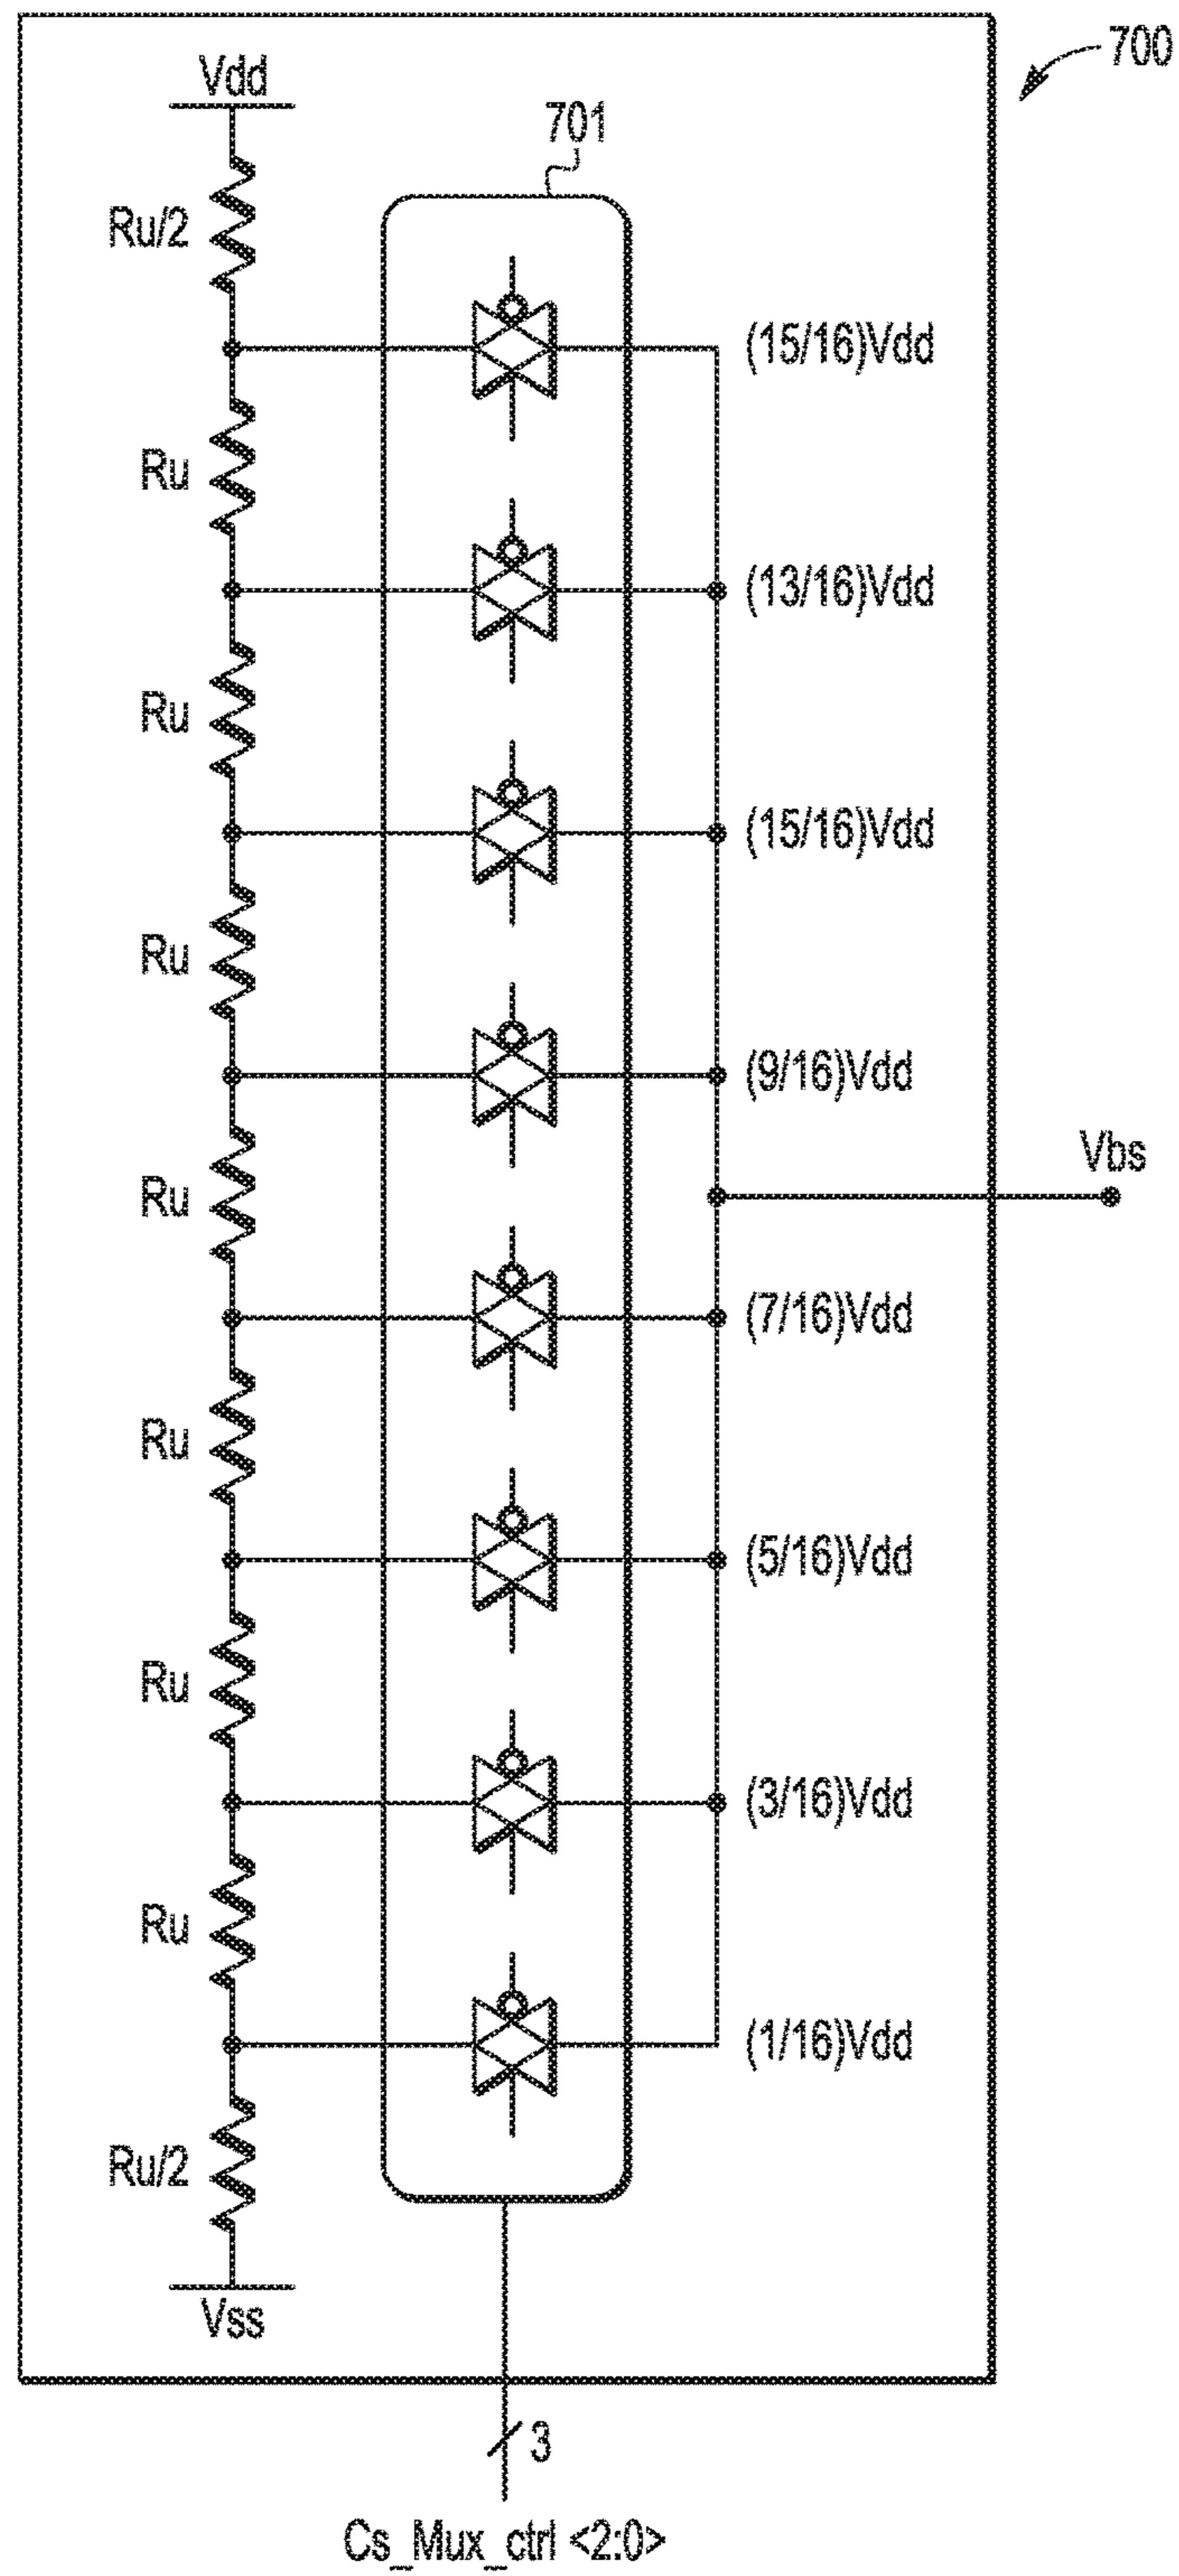 700
Vdd
701
Ru/2
(15/16)Vdd
Ru
(13/16)Vdd
Ru
(15/16)Vdd
Ru
(9/16)Vdd
Vbs
Ru
(7/16)Vdd
Ru
(5/16)Vdd
Ru
(3/16)Vdd
Ru
(1/16)Vdd
Ru/2
Vss
3
Cs_Mux_ctrl <2:0>